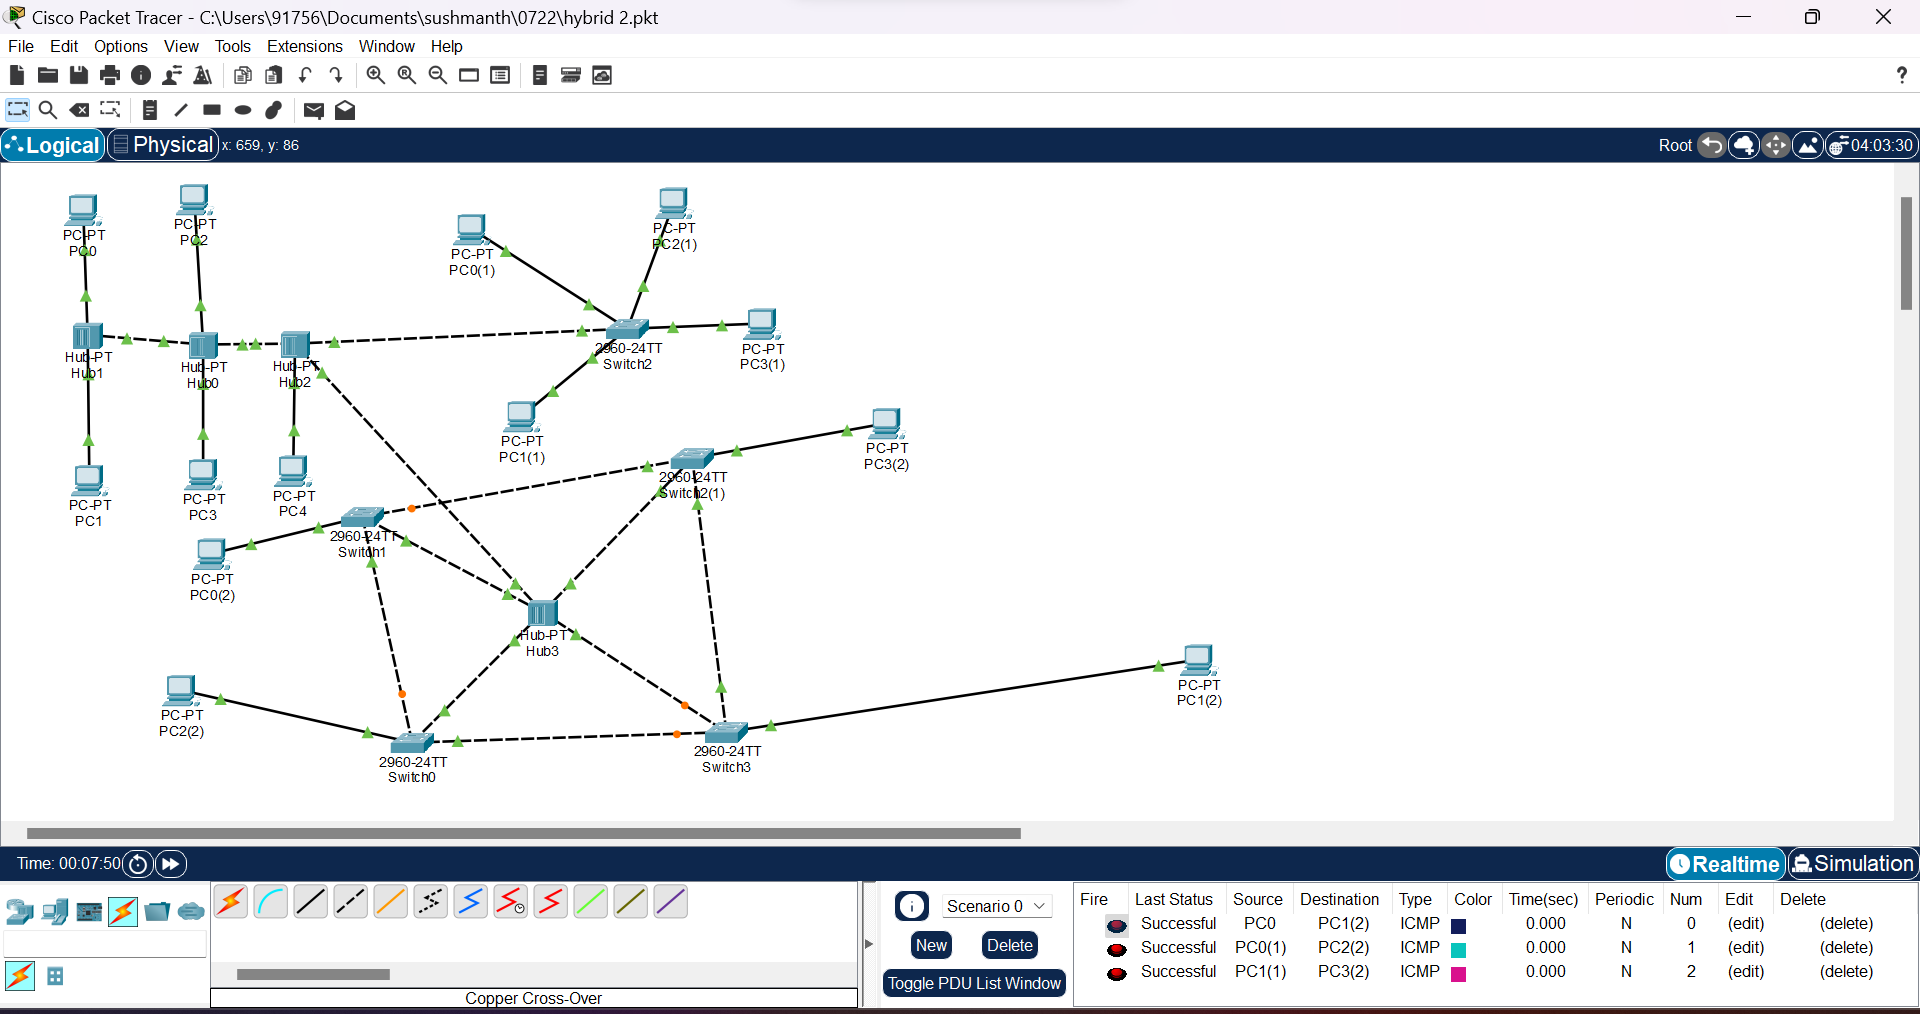 Cisco Packet Tracer - C:\Users\91756\Documents\sushmanth\0722\hybrid 2.pkt
File Edit Options View Tools Extensions Window Help
?
Logical Physical x: 659, y: 86 Root 04:03:30
PC-PT
PC0
PC-PT
PC2
PC-PT
PC0(1)
PC-PT
PC2(1)
Hub-PT
Hub1
Hub-PT
Hub0
Hub-PT
Hub2
2960-24TT
Switch2
PC-PT
PC3(1)
PC-PT
PC1(1)
PC-PT
PC3(2)
PC-PT
PC1
PC-PT
PC3
PC-PT
PC4
2960-24TT
Switch2(1)
2960-24TT
Switch1
PC-PT
PC0(2)
Hub-PT
Hub3
PC-PT
PC1(2)
PC-PT
PC2(2)
2960-24TT
Switch0
2960-24TT
Switch3
Time: 00:07:50 Realtime Simulation
Scenario 0
New Delete
Toggle PDU List Window
Copper Cross-Over
Fire Last Status Source Destination Type Color Time(sec) Periodic Num Edit Delete
Successful PC0 PC1(2) ICMP 0.000 N 0 (edit) (delete)
Successful PC0(1) PC2(2) ICMP 0.000 N 1 (edit) (delete)
Successful PC1(1) PC3(2) ICMP 0.000 N 2 (edit) (delete)